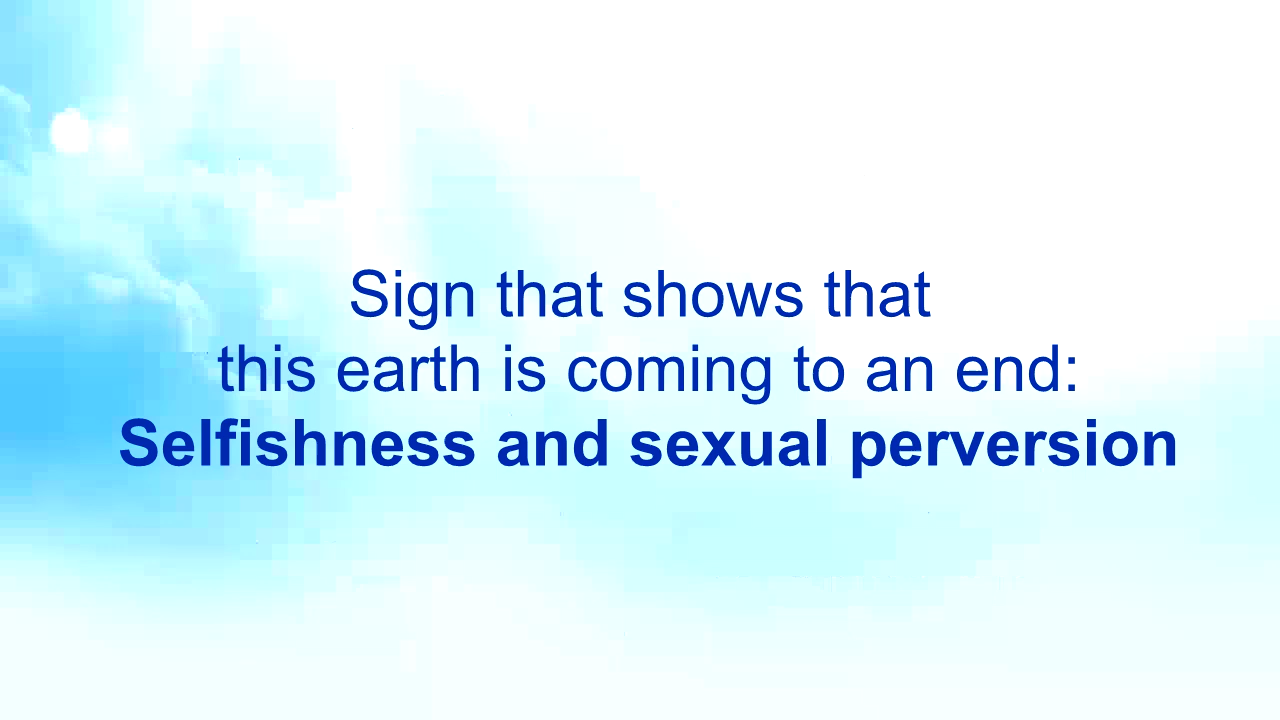 Sign that shows that
this earth is coming to an end:
Selfishness and sexual perversion